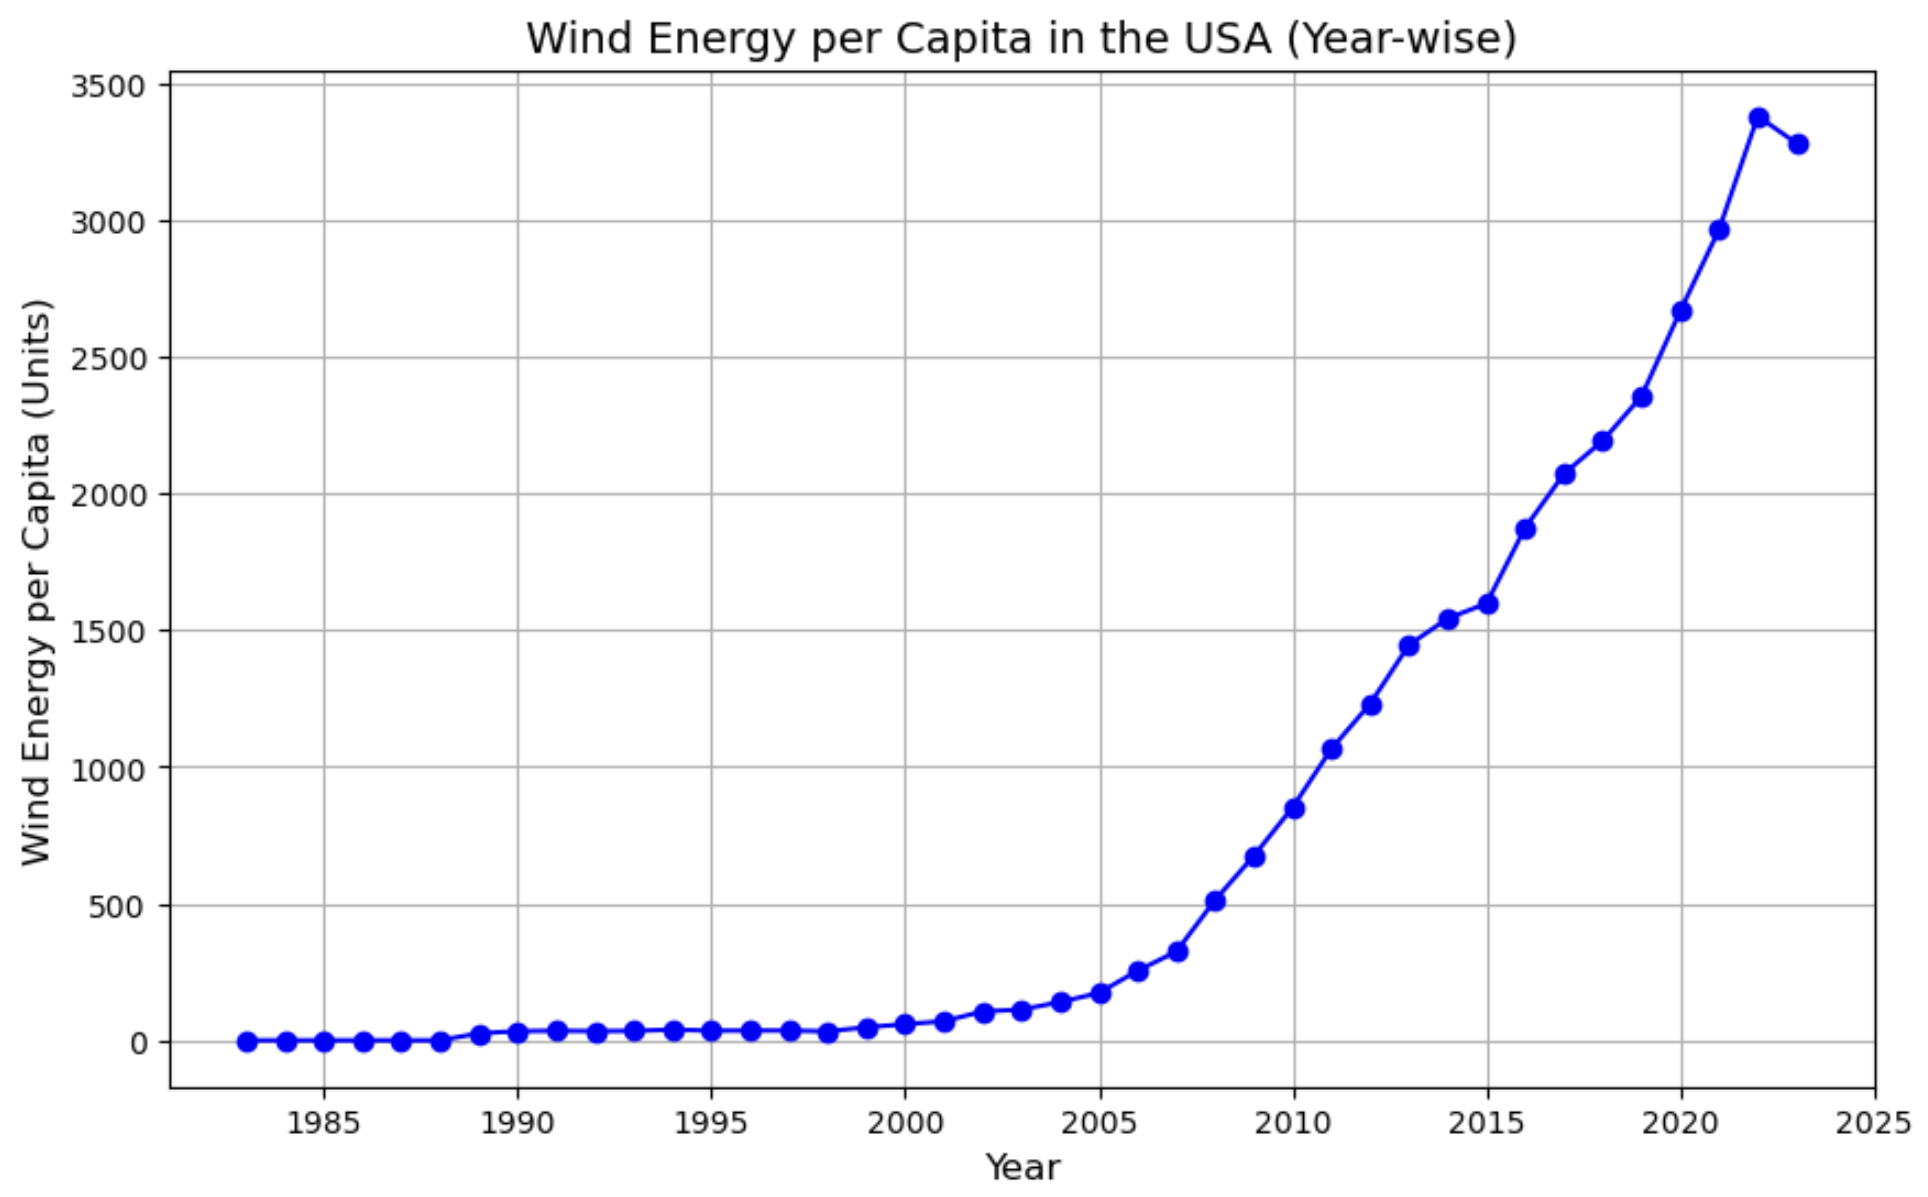 Wind Energy per Capita in the USA (Year-wise)
Wind Energy per Capita (Units)
3500
3000
2500
2000
1500
1000
500
0
1985 1990 1995 2000 2005 2010 2015 2020 2025
Year